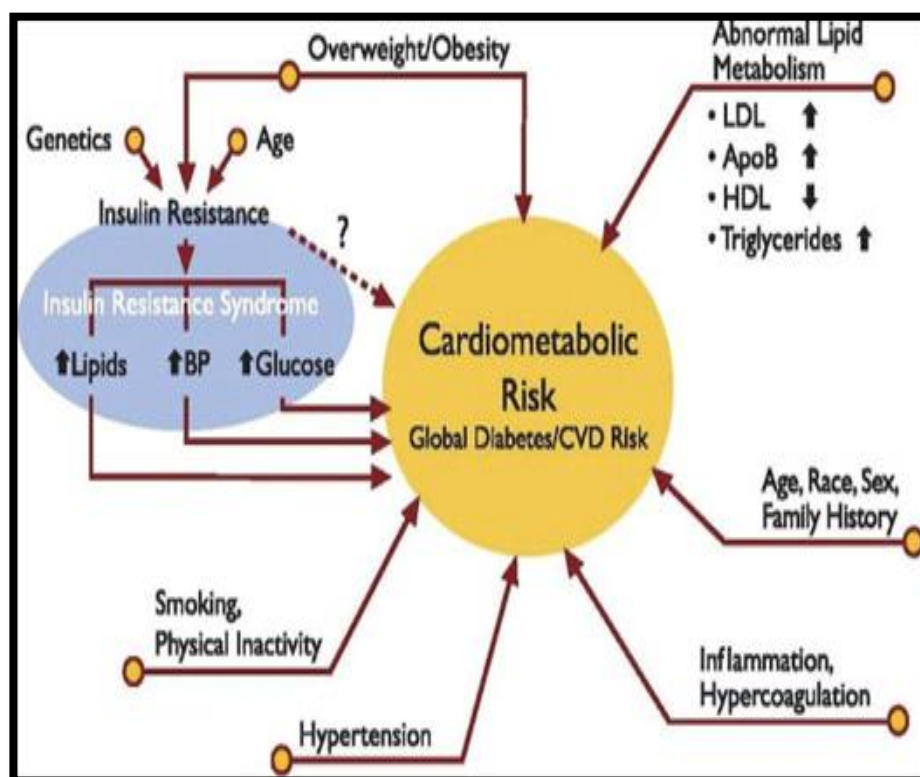 Overweight/Obesity
Abnormal Lipid
Metabolism
• LDL ⬆
• ApoB ⬆
• HDL ⬇
• Triglycerides ⬆
Genetics
Age
Insulin Resistance
?
Insulin Resistance Syndrome
⬆Lipids ⬆BP ⬆Glucose
Cardiometabolic
Risk
Global Diabetes/CVD Risk
Age, Race, Sex,
Family History
Smoking,
Physical Inactivity
Inflammation,
Hypercoagulation
Hypertension